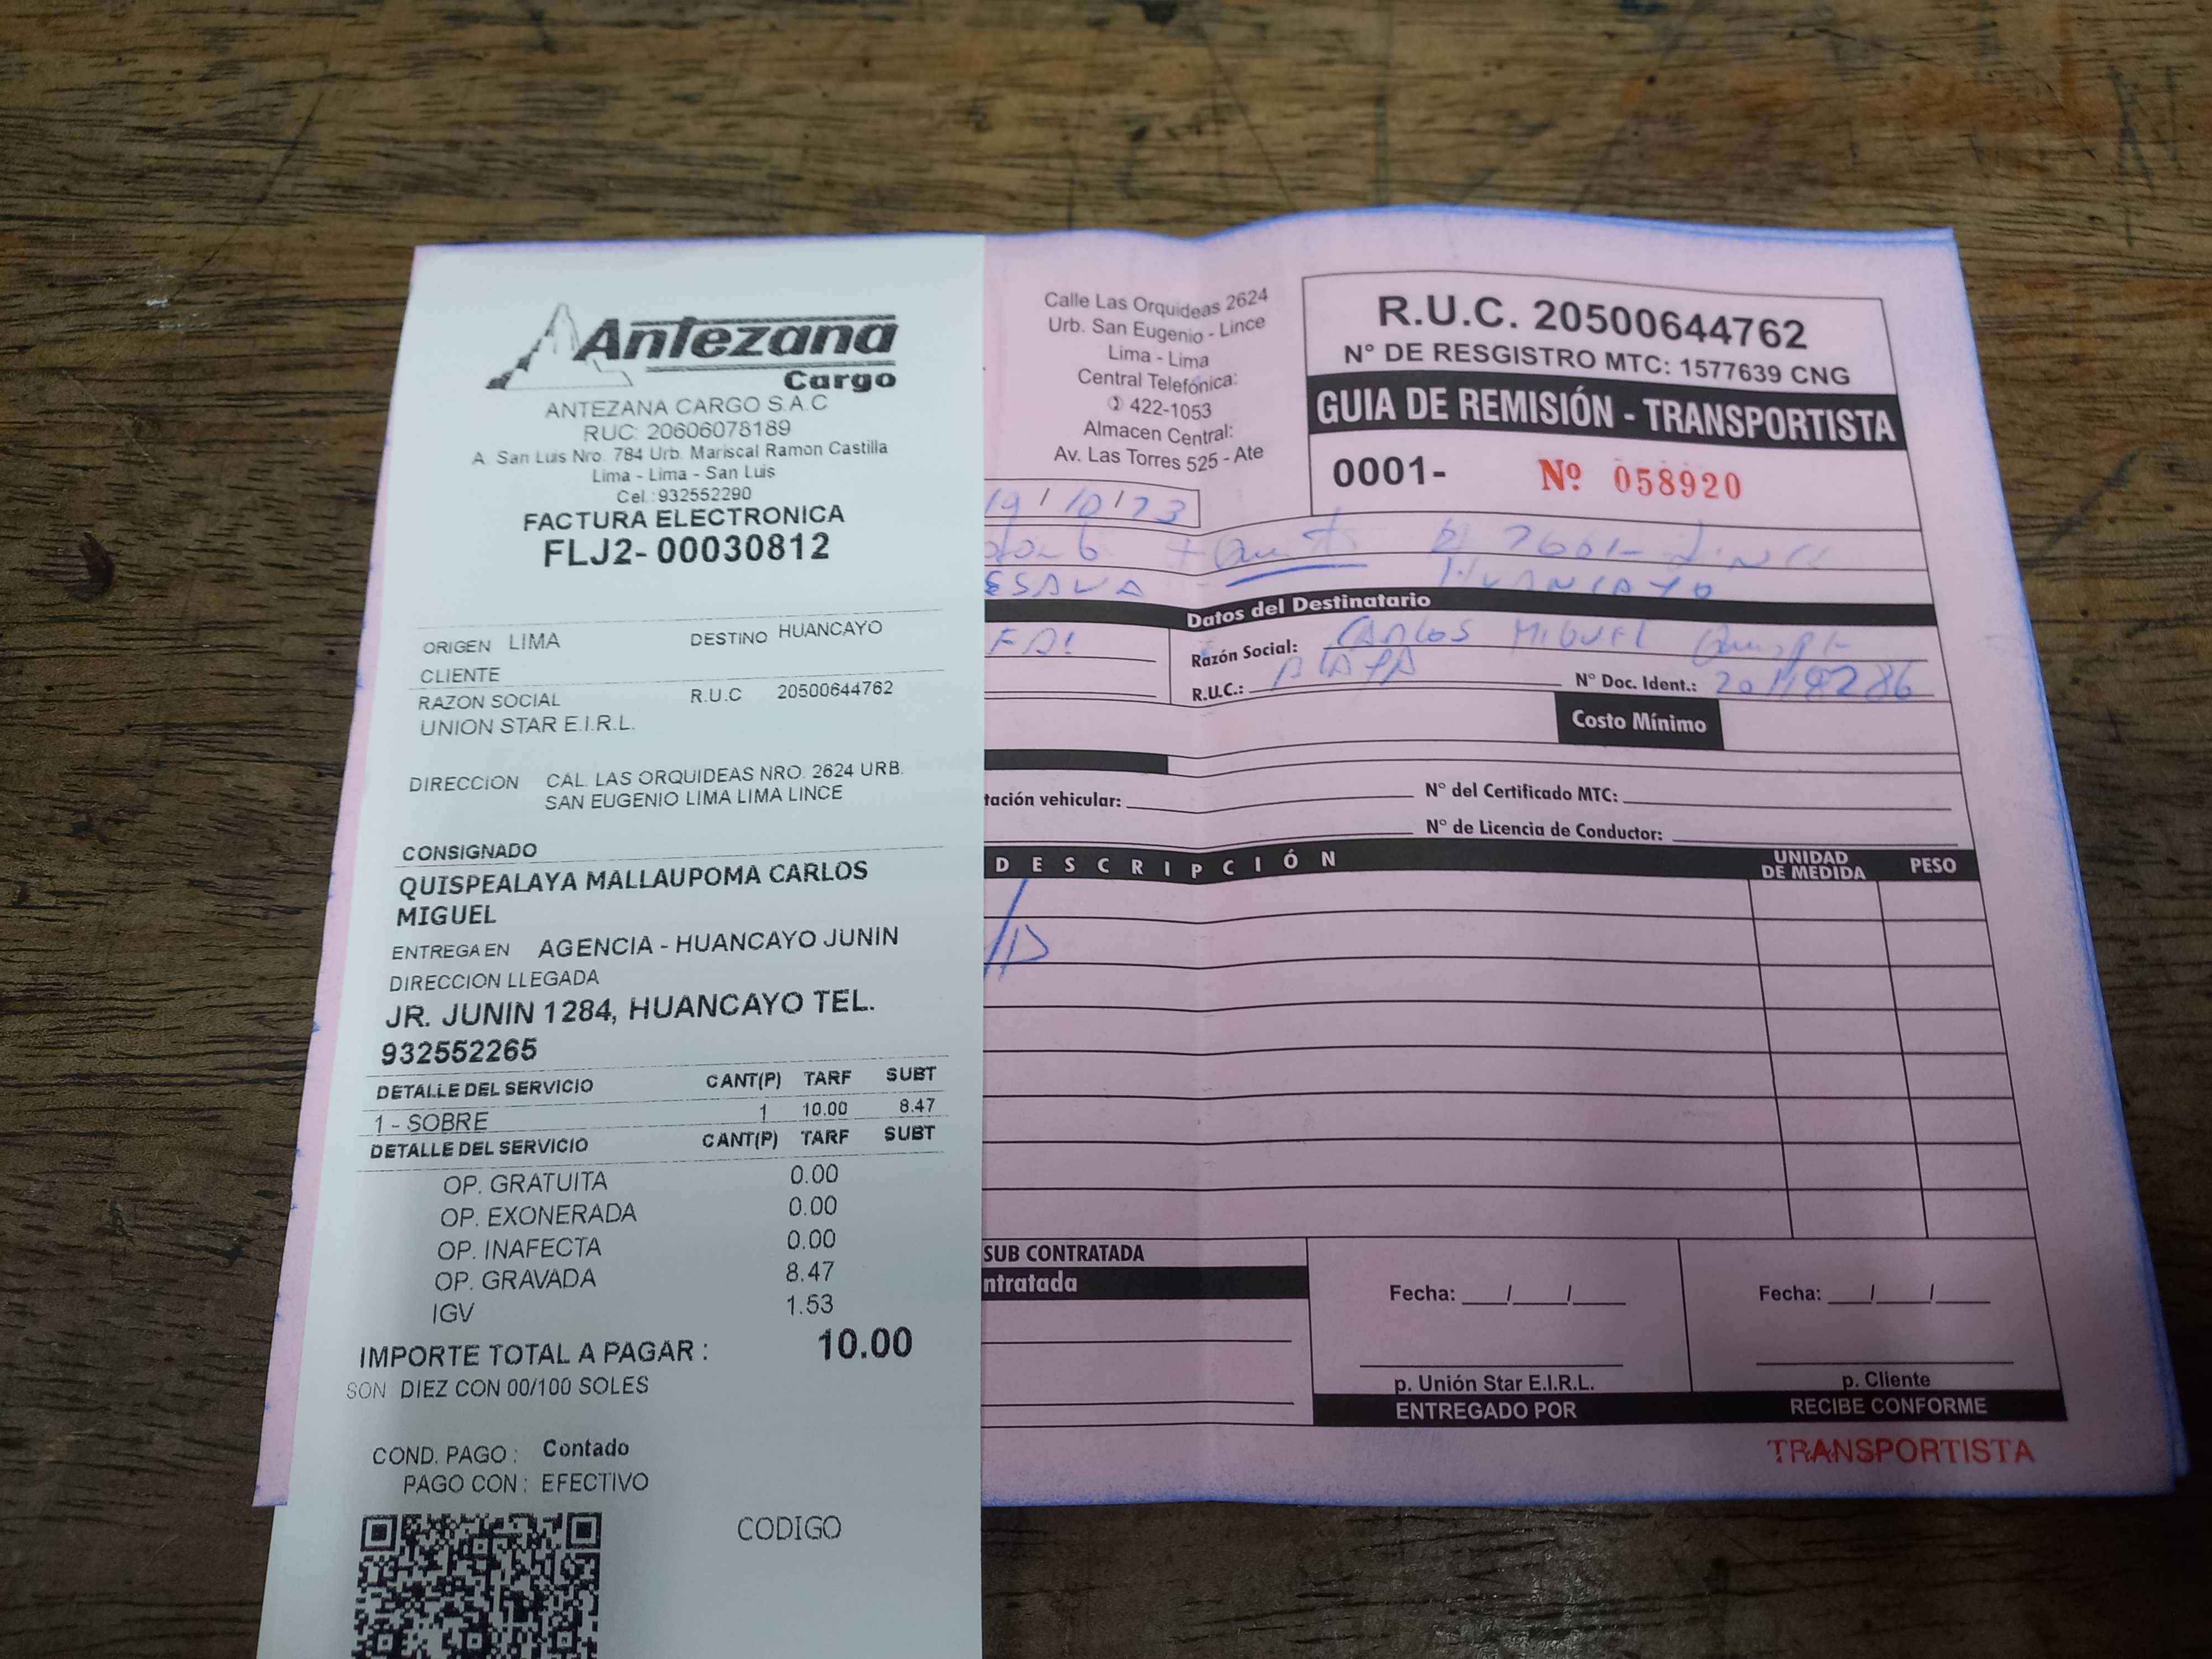 Antezana
Cargo
ANTEZANA CARGO S.A.C
RUC: 20606078189
A. San Luis Nro. 784 Urb. Mariscal Ramon Castilla
Lima - Lima - San Luis
Cel.:932552290
FACTURA ELECTRONICA
FLJ2- 00030812
ORIGEN LIMA DESTINO HUANCAYO
CLIENTE
RAZON SOCIAL R.U.C 20500644762
UNION STAR E.I.R.L.
DIRECCION CAL. LAS ORQUIDEAS NRO. 2624 URB.
SAN EUGENIO LIMA LIMA LINCE
CONSIGNADO
QUISPEALAYA MALLAUPOMA CARLOS
MIGUEL
ENTREGA EN AGENCIA - HUANCAYO JUNIN
DIRECCION LLEGADA
JR. JUNIN 1284, HUANCAYO TEL.
932552265
DETALLE DEL SERVICIO CANT(P) TARF SUBT
1 - SOBRE 1 10.00 8.47
DETALLE DEL SERVICIO CANT(P) TARF SUBT
OP. GRATUITA 0.00
OP. EXONERADA 0.00
OP. INAFECTA 0.00
OP. GRAVADA 8.47
IGV 1.53
IMPORTE TOTAL A PAGAR : 10.00
SON DIEZ CON 00/100 SOLES
COND. PAGO : Contado
PAGO CON : EFECTIVO
CODIGO
Calle Las Orquideas 2624
Urb. San Eugenio - Lince
Lima - Lima
Central Telefónica:
422-1053
Almacen Central:
Av. Las Torres 525 - Ate
R.U.C. 20500644762
N° DE RESGISTRO MTC: 1577639 CNG
GUIA DE REMISIÓN - TRANSPORTISTA
0001- Nº 058920
19 / 10 / 23
HUANCAYO
Datos del Destinatario
Razón Social: CARLOS MIGUEL
R.U.C.: N° Doc. Ident.:
Costo Mínimo
tación vehicular: N° del Certificado MTC:
N° de Licencia de Conductor:
DESCRIPCIÓN UNIDAD DE MEDIDA PESO
SUB CONTRATADA
ntratada
Fecha: / / Fecha: / /
p. Unión Star E.I.R.L. p. Cliente
ENTREGADO POR RECIBE CONFORME
TRANSPORTISTA